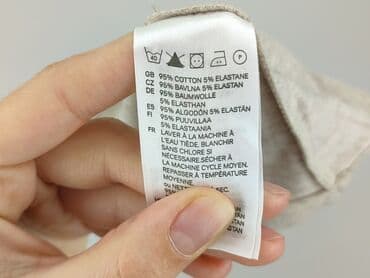 40
P
GB 95% COTTON 5% ELASTANE
CZ 95% BAVLNA 5% ELASTAN
DE 95% BAUMWOLLE
5% ELASTHAN
ES 95% ALGODÓN 5% ELASTÁN
FI 95% PUUVILLAA
5% ELASTAANIA
FR LAVER À LA MACHINE À
L'EAU TIÈDE, BLANCHIR
SANS CHLORE SI
NÉCESSAIRE, SÉCHER À
LA MACHINE CYCLE MOYEN.
REPASSER À TEMPÉRATURE
MOYENNE.
SEC.